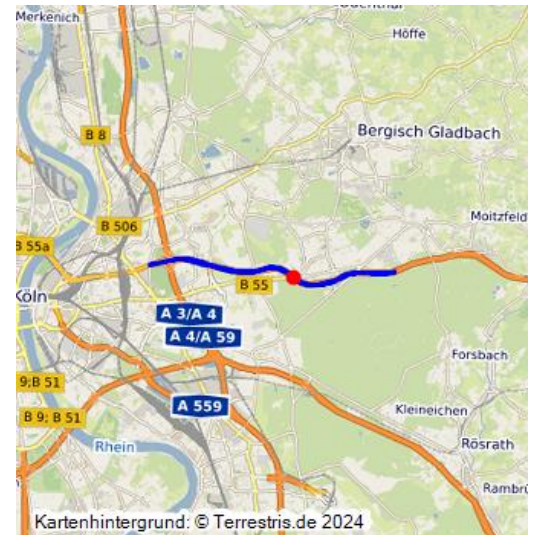 Merkenich
Odenthal
Höffe
B 8
Bergisch Gladbach
B 506
Moitzfeld
B 55a
B 55
Köln
A 3/A 4
A 4/A 59
Forsbach
9;B 51
A 559
Kleineichen
B 9; B 51
Rösrath
Rhein
Rambrü
Kartenhintergrund: © Terrestris.de 2024